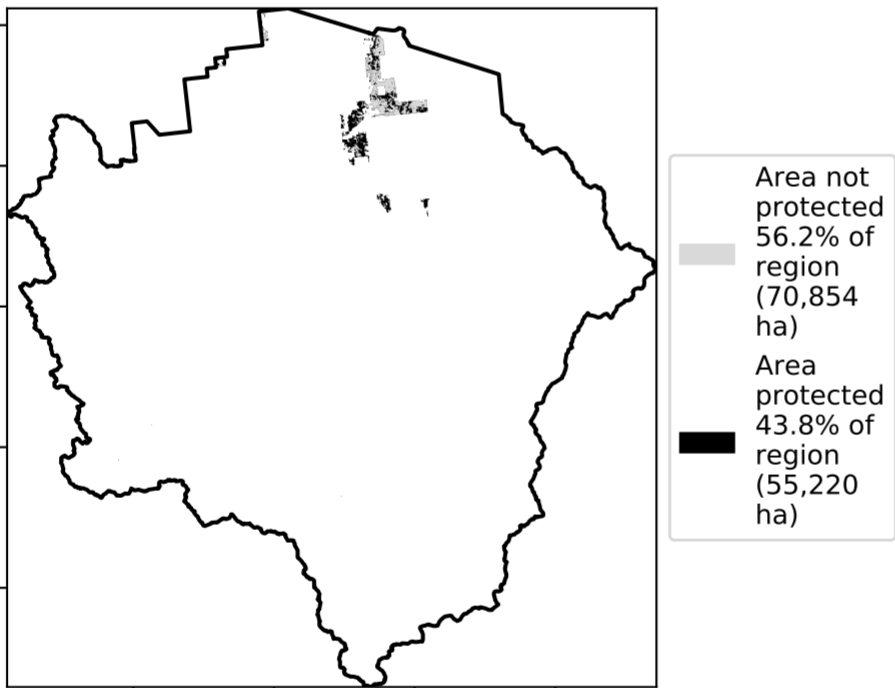 Area not
protected
56.2% of
region
(70,854
ha)
Area
protected
43.8% of
region
(55,220
ha)